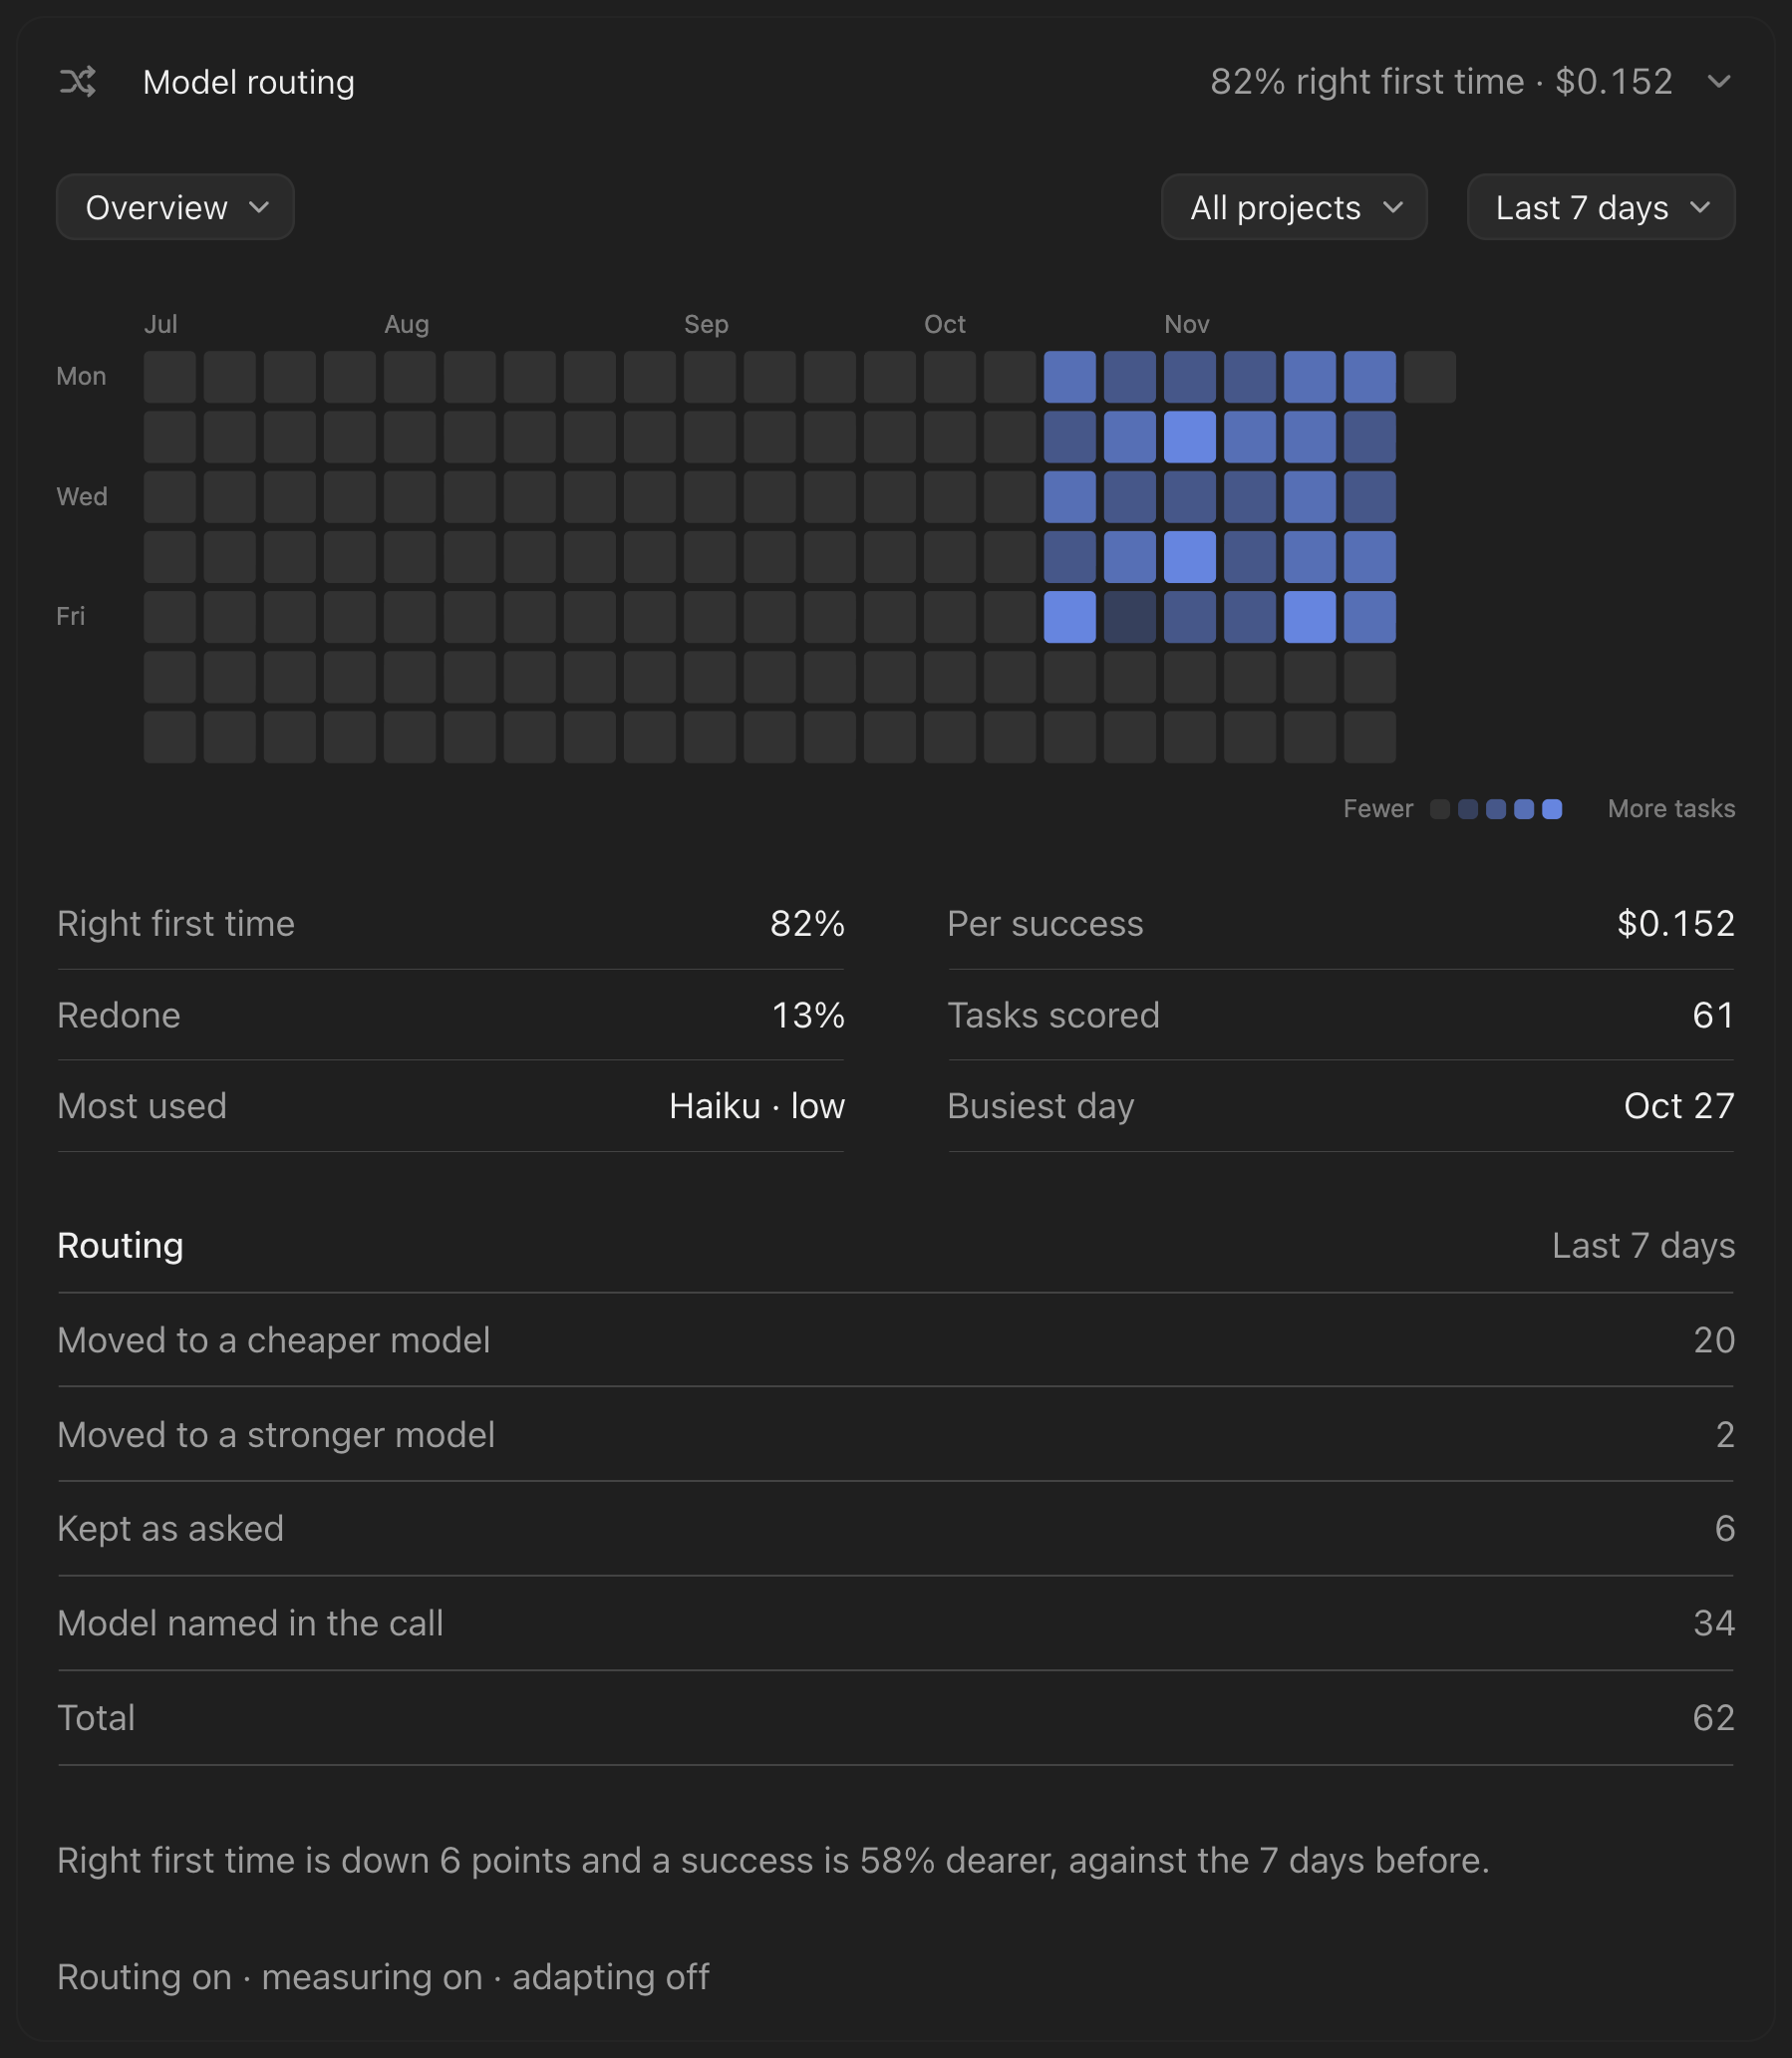 Model routing
82% right first time · $0.152
Overview
All projects
Last 7 days
Jul Aug Sep Oct Nov
Mon
Wed
Fri
Fewer
More tasks
Right first time 82%
Per success $0.152
Redone 13%
Tasks scored 61
Most used Haiku · low
Busiest day Oct 27
Routing Last 7 days
Moved to a cheaper model 20
Moved to a stronger model 2
Kept as asked 6
Model named in the call 34
Total 62
Right first time is down 6 points and a success is 58% dearer, against the 7 days before.
Routing on · measuring on · adapting off